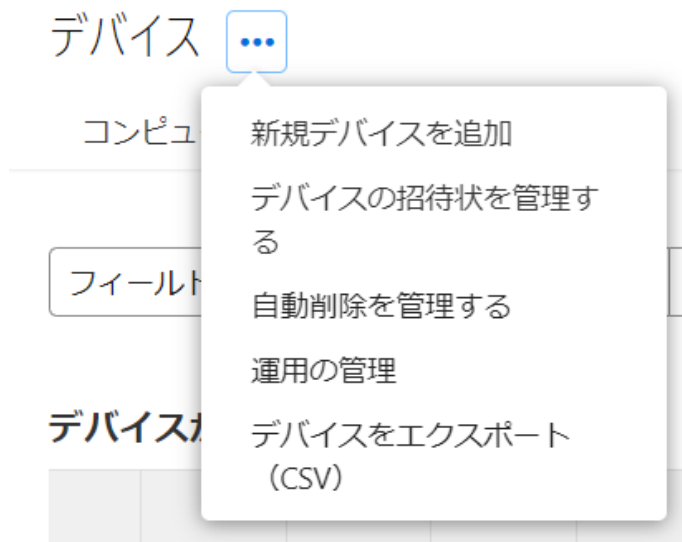 デバイス
新規デバイスを追加
コンピュ
デバイスの招待状を管理す
る
フィールド
自動削除を管理する
運用の管理
デバイス
デバイスをエクスポート
（CSV）